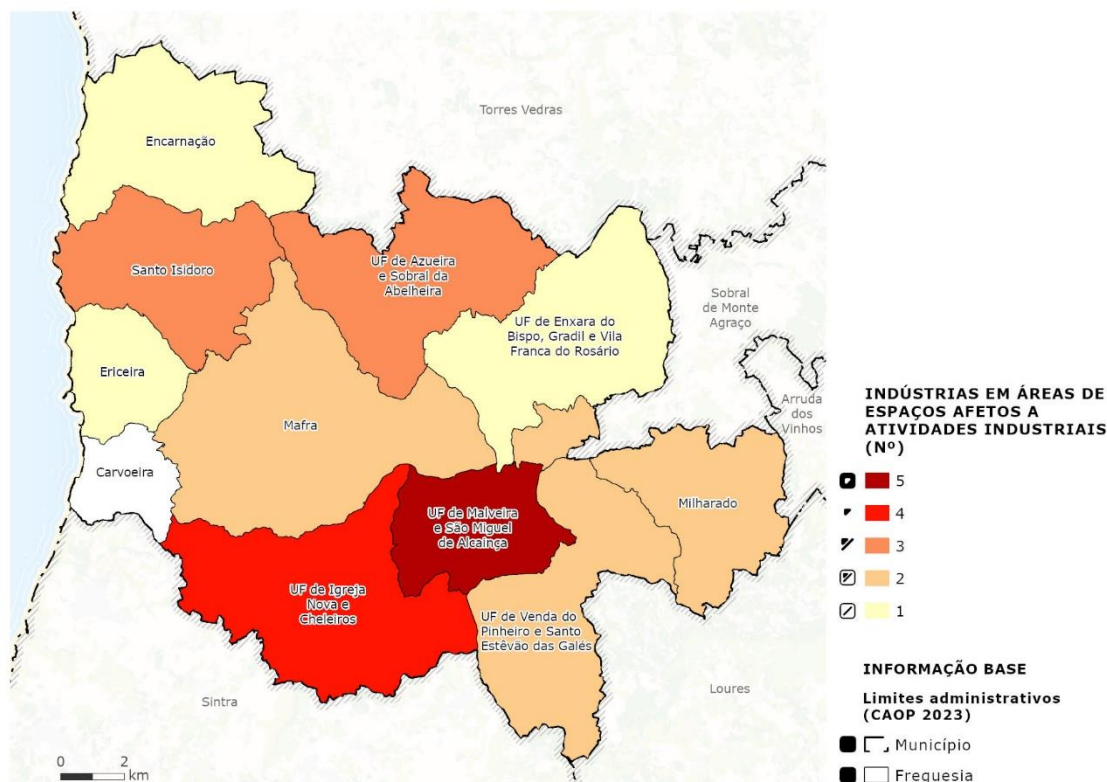 Torres Vedras
Encarnação
Santo Isidoro
UF de Azueira
e Sobral da
Abelheira
Sobral
de Monte
Agraço
UF de Enxara do
Bispo, Gradil e Vila
Franca do Rosário
Ericeira
Arruda
dos
Vinhos
Mafra
Carvoeira
Milharado
UF de Malveira
e São Miguel
de Alcainça
UF de Igreja
Nova e
Cheleiros
UF de Venda do
Pinheiro e Santo
Estêvão das Galés
Sintra
Loures
0 2
km
INDÚSTRIAS EM ÁREAS DE
ESPAÇOS AFETOS A
ATIVIDADES INDUSTRIAIS
(Nº)
5
4
3
2
1
INFORMAÇÃO BASE
Limites administrativos
(CAOP 2023)
Município
Freguesia